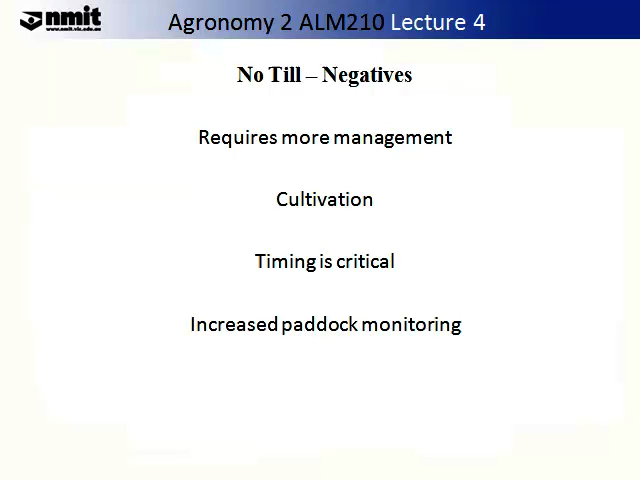 nmit
www.nmit.vic.edu.au
Agronomy 2 ALM210 Lecture 4
No Till – Negatives
Requires more management
Cultivation
Timing is critical
Increased paddock monitoring